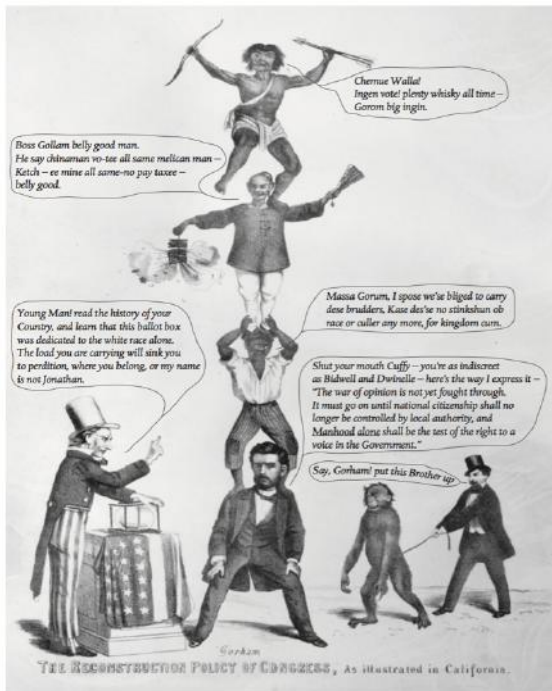 Chemue Walla!
Ingen vote! plenty whisky all time –
Gorom big ingin.
Boss Gollam belly good man.
He say chinaman vo-tee all same melican man –
Ketch – ee mine all same-no pay taxee –
belly good.
Massa Gorum, I spose we'se bliged to carry
dese brudders, Kase des'se no stinkshun ob
race or culler any more, for kingdom cum.
Young Man! read the history of your
Country, and learn that this ballot box
was dedicated to the white race alone.
The load you are carrying will sink you
to perdition, where you belong, or my name
is not Jonathan.
Shut your mouth Cuffy – you're as indiscreet
as Bidwell and Dwinelle – here's the way I express it –
"The war of opinion is not yet fought through.
It must go on until national citizenship shall no
longer be controlled by local authority, and
Manhood alone shall be the test of the right to a
voice in the Government."
Say, Gorham! put this Brother up
Gorham
THE RECONSTRUCTION POLICY OF CONGRESS, As illustrated in California.